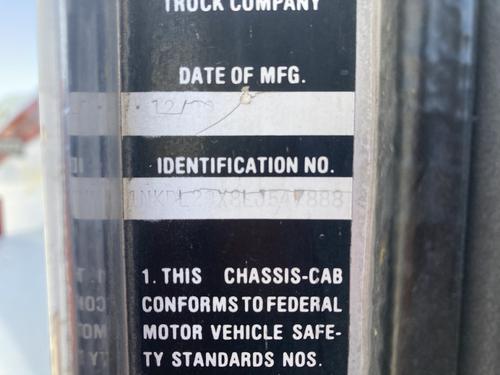 TRUCK COMPANY
DATE OF MFG.
IDENTIFICATION NO.
1. THIS CHASSIS-CAB
CONFORMS TO FEDERAL
MOTOR VEHICLE SAFE-
TY STANDARDS NOS.